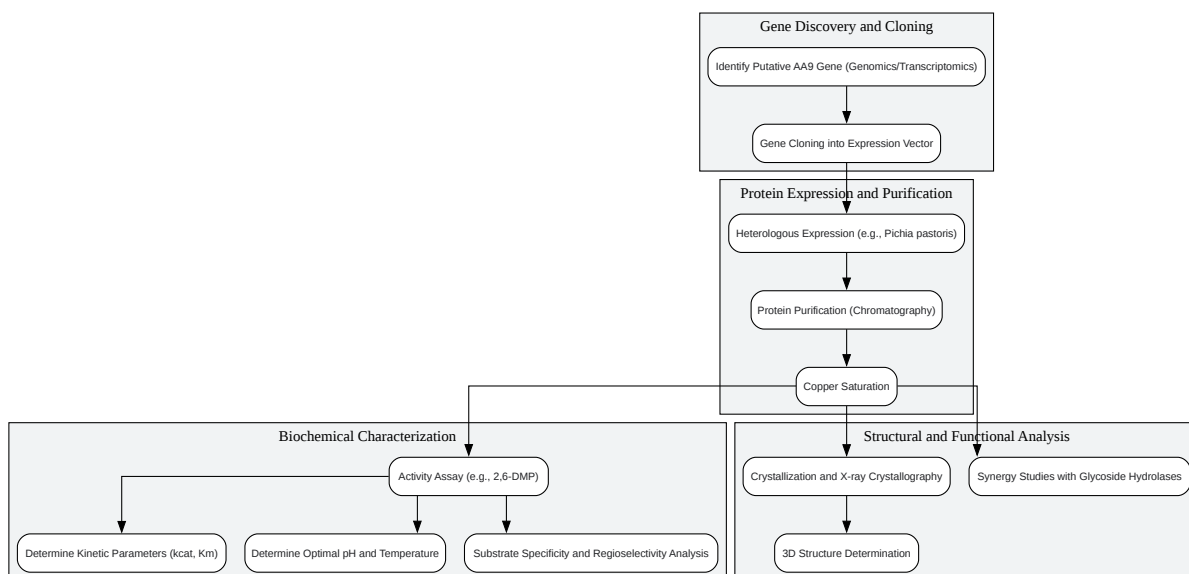 Gene Discovery and Cloning
Identify Putative AA9 Gene (Genomics/Transcriptomics)
Gene Cloning into Expression Vector
Protein Expression and Purification
Heterologous Expression (e.g., Pichia pastoris)
Protein Purification (Chromatography)
Copper Saturation
Biochemical Characterization
Activity Assay (e.g., 2,6-DMP)
Determine Kinetic Parameters (kcat, Km)
Determine Optimal pH and Temperature
Substrate Specificity and Regioselectivity Analysis
Structural and Functional Analysis
Crystallization and X-ray Crystallography
Synergy Studies with Glycoside Hydrolases
3D Structure Determination